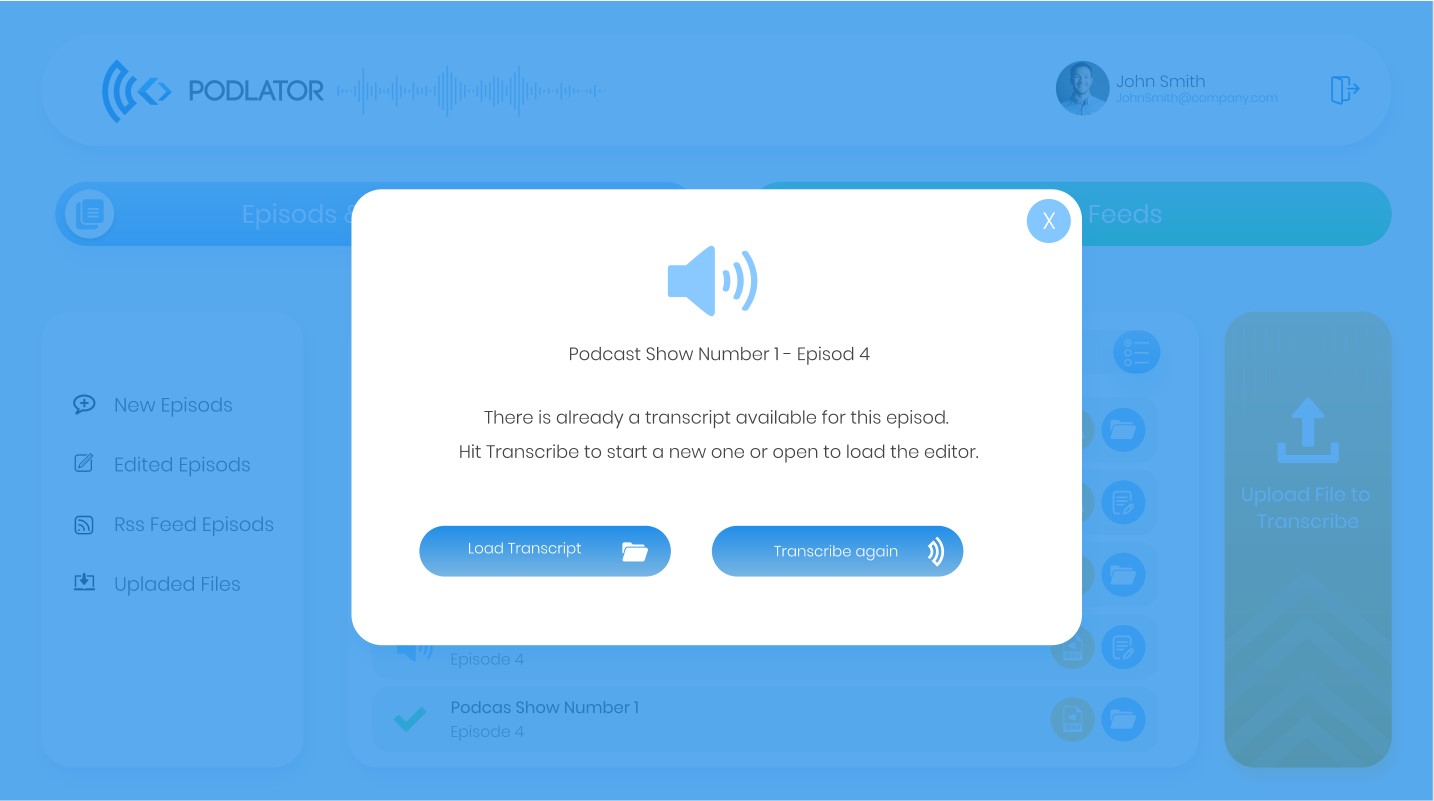 PODLATOR
John Smith
JohnSmith@company.com
Episods &
Feeds
X
Podcast Show Number 1 - Episod 4
There is already a transcript available for this episod.
Hit Transcribe to start a new one or open to load the editor.
Load Transcript
Transcribe again
New Episods
Edited Episods
Rss Feed Episods
Upladed Files
Upload File to
Transcribe
Episode 4
Podcas Show Number 1
Episode 4